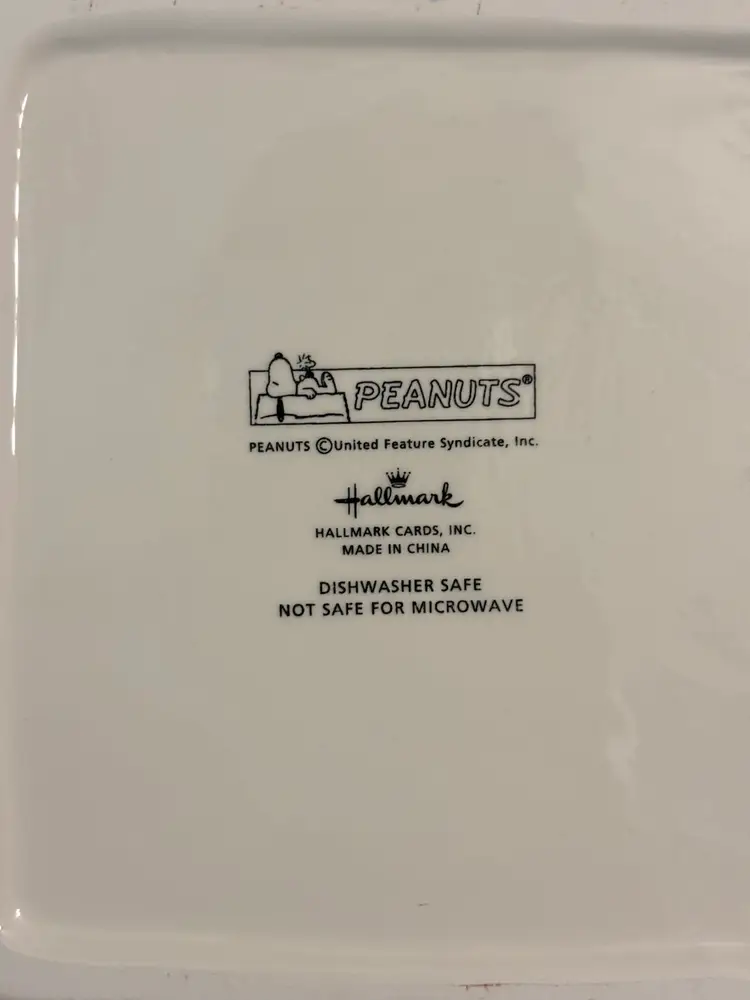 PEANUTS®
PEANUTS ©United Feature Syndicate, Inc.
Hallmark
HALLMARK CARDS, INC.
MADE IN CHINA
DISHWASHER SAFE
NOT SAFE FOR MICROWAVE